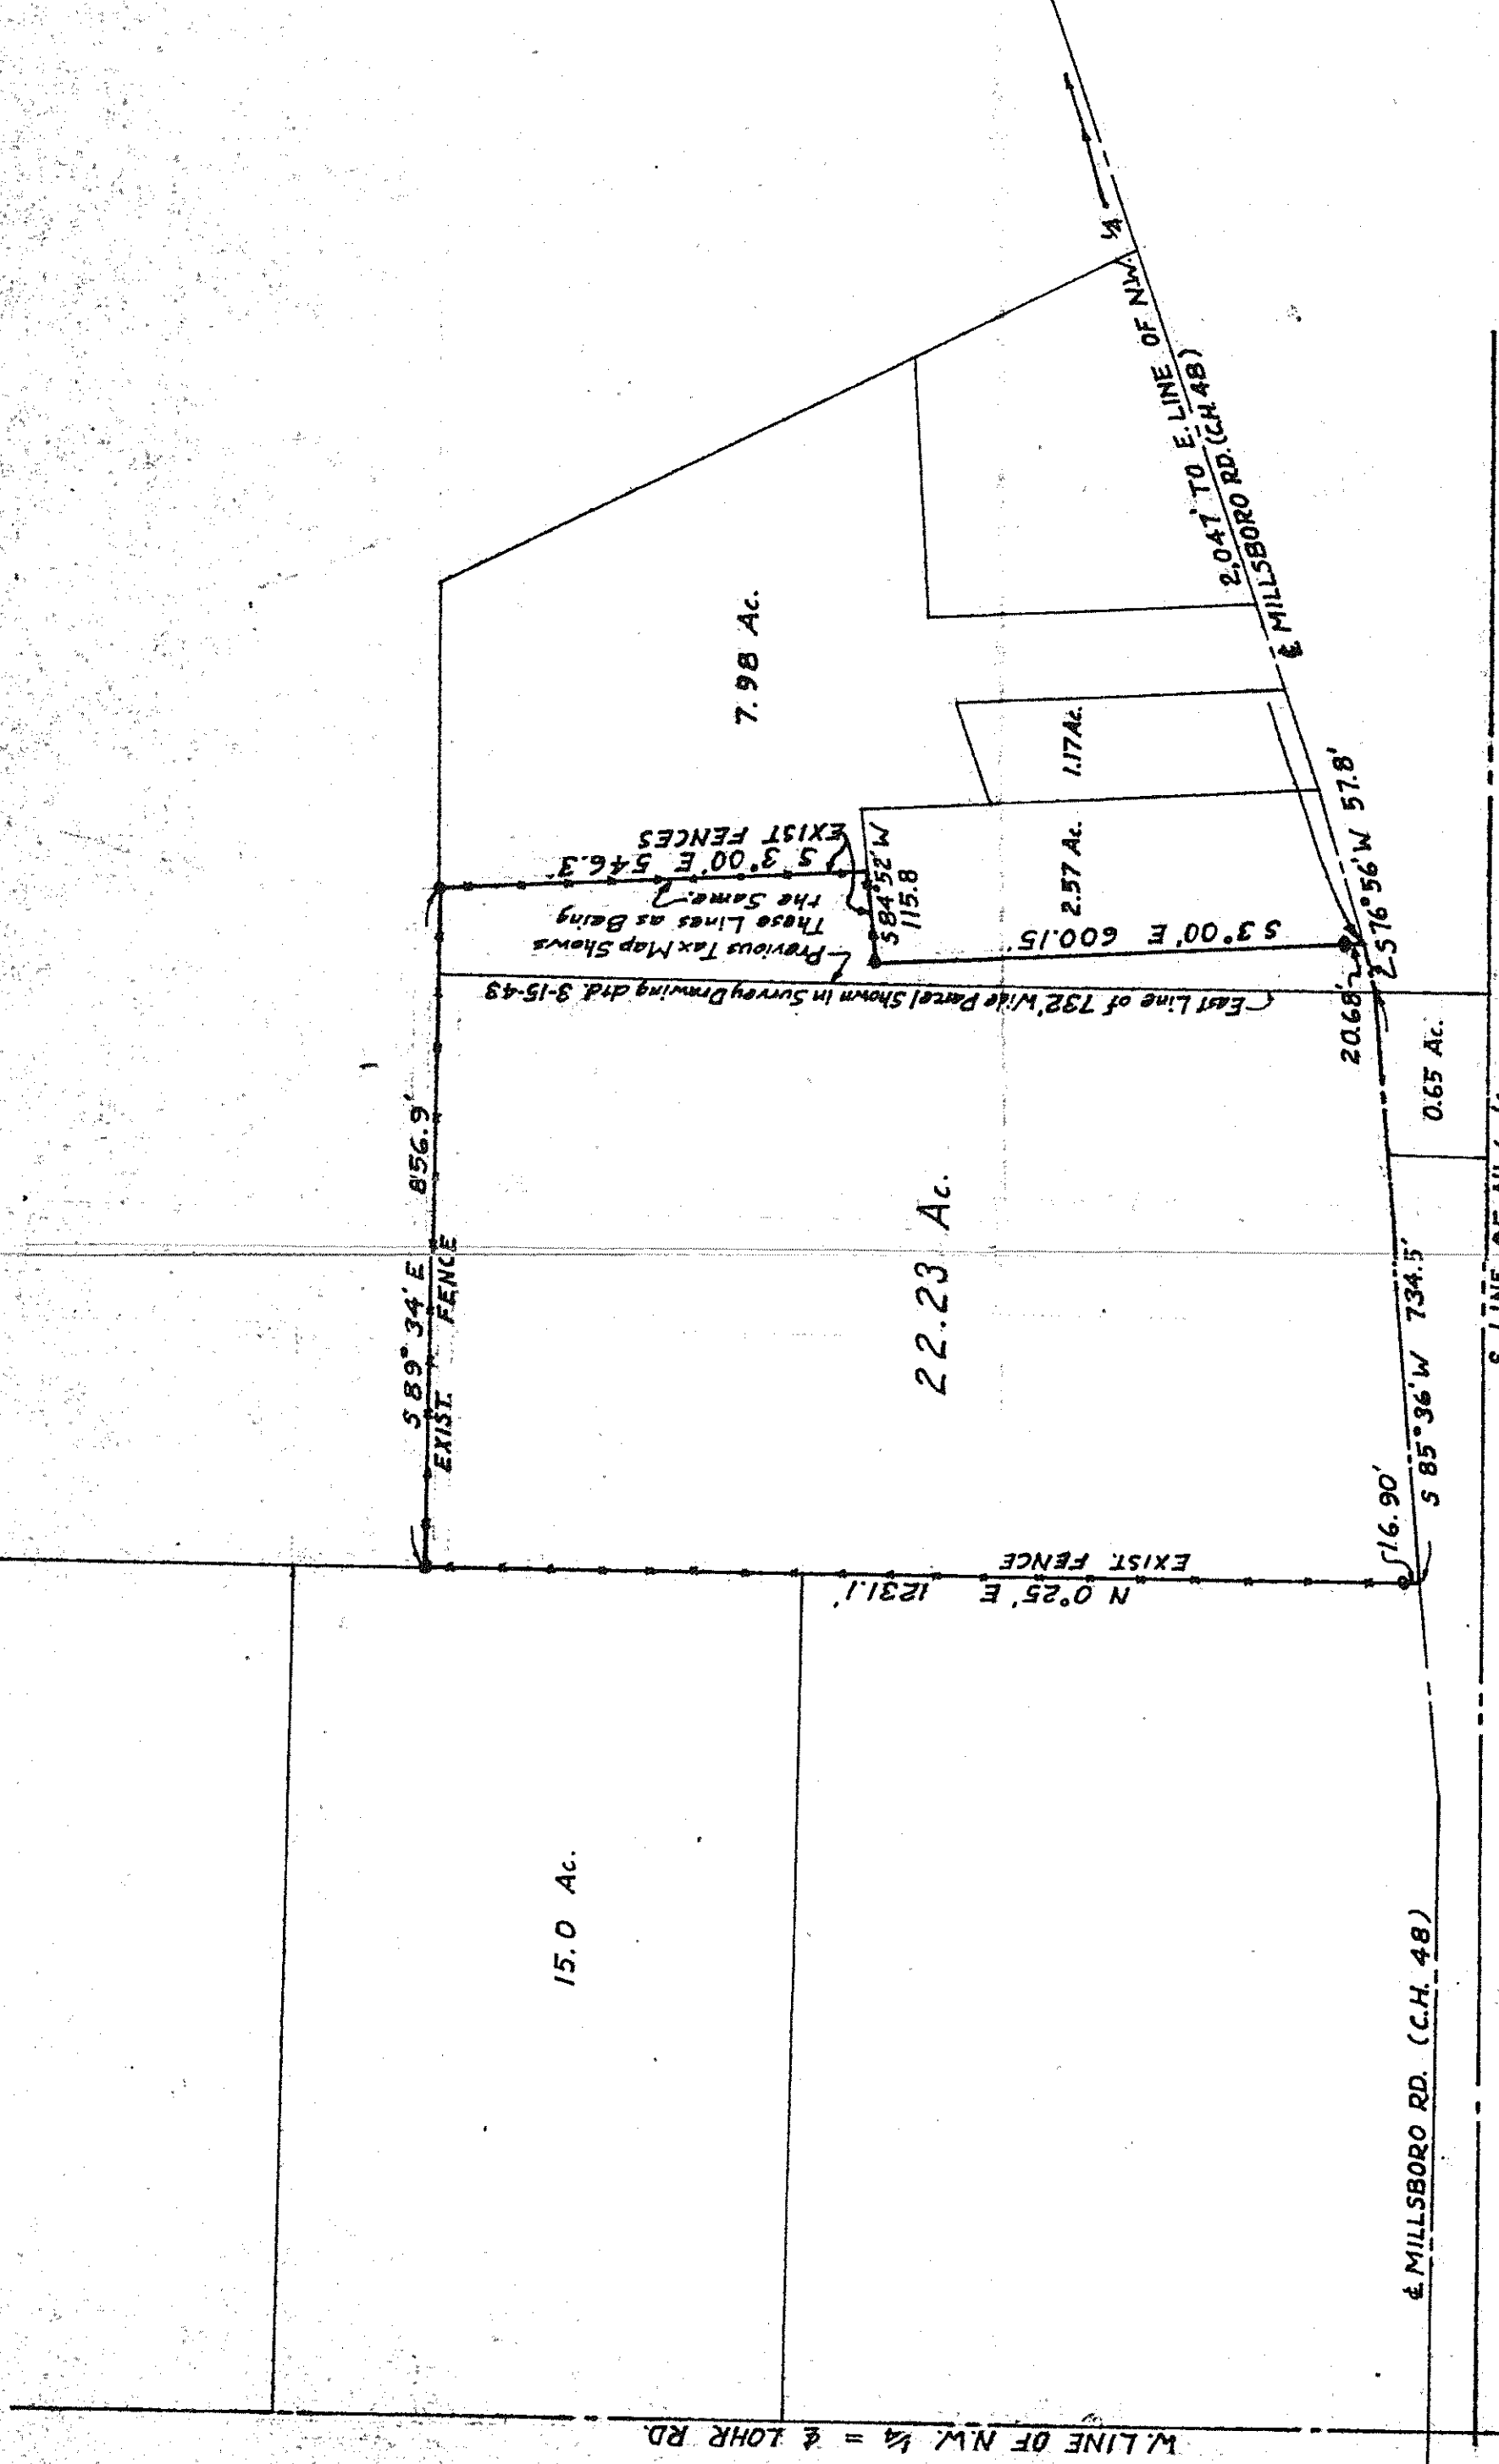 S 89° 34' E 856.9'
EXIST. FENCE
EXIST FENCES
S 3°00' E 546.3'
Previous Tax Map Shows
These Lines as Being
the Same.
S 84°52' W
115.8
7.98 Ac.
S 3°00' E 600.15'
2.57 Ac.
1.17 Ac.
East Line of 732' Wide Parcel Shown in Survey Drawing dtd. 3-15-43
2,047' TO E. LINE OF N.W. 1/4
℄ MILLSBORO RD. (C.H. 48)
20.68'
S 76°56' W 57.8'
0.65 Ac.
22.23 Ac.
EXIST. FENCE
N 0°25' E 1231.1'
16.90'
S 85°36' W 734.5'
15.0 Ac.
℄ MILLSBORO RD. (C.H. 48)
W. LINE OF N.W. 1/4 = ℄ LOHR RD.